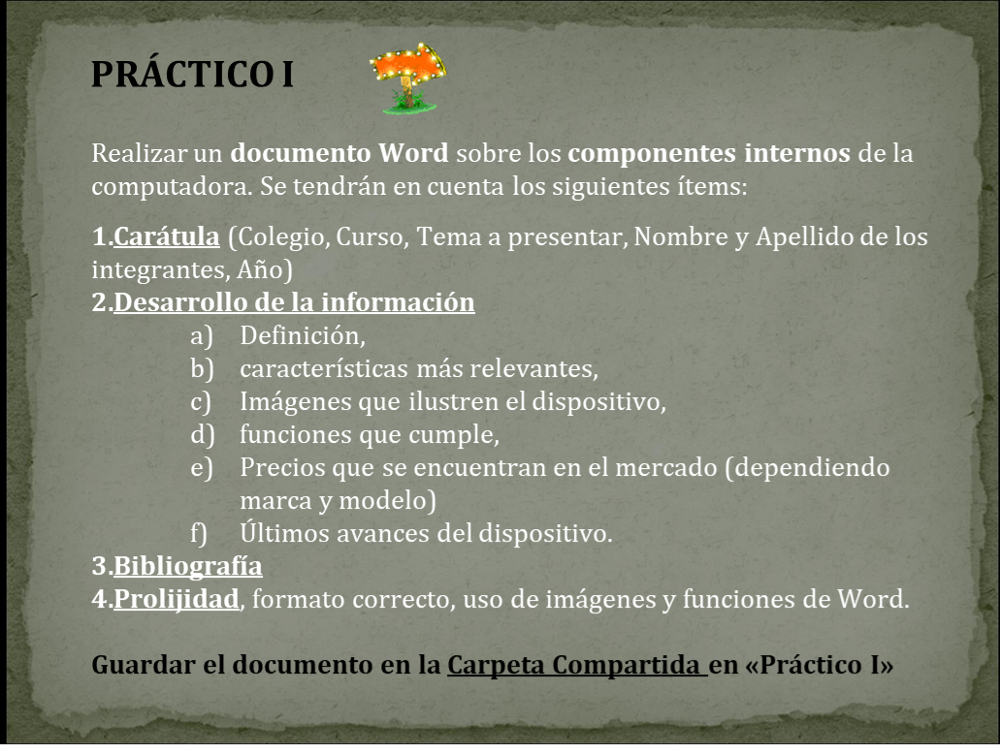 PRÁCTICO I
Realizar un documento Word sobre los componentes internos de la
computadora. Se tendrán en cuenta los siguientes ítems:
1.Carátula (Colegio, Curso, Tema a presentar, Nombre y Apellido de los
integrantes, Año)
2.Desarrollo de la información
a) Definición,
b) características más relevantes,
c) Imágenes que ilustren el dispositivo,
d) funciones que cumple,
e) Precios que se encuentran en el mercado (dependiendo
marca y modelo)
f) Últimos avances del dispositivo.
3.Bibliografía
4.Prolijidad, formato correcto, uso de imágenes y funciones de Word.
Guardar el documento en la Carpeta Compartida en «Práctico I»